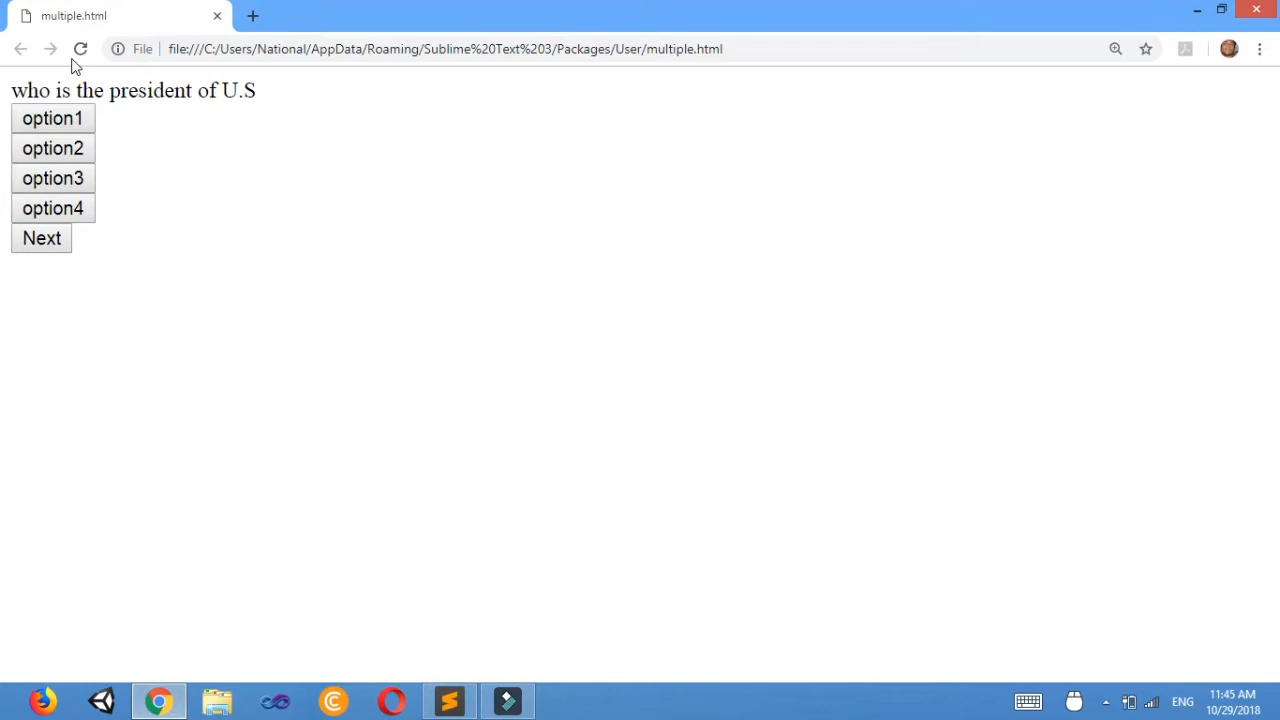 multiple.html
File file:///C:/Users/National/AppData/Roaming/Sublime%20Text%203/Packages/User/multiple.html
who is the president of U.S
option1
option2
option3
option4
Next
ENG
11:45 AM
10/29/2018